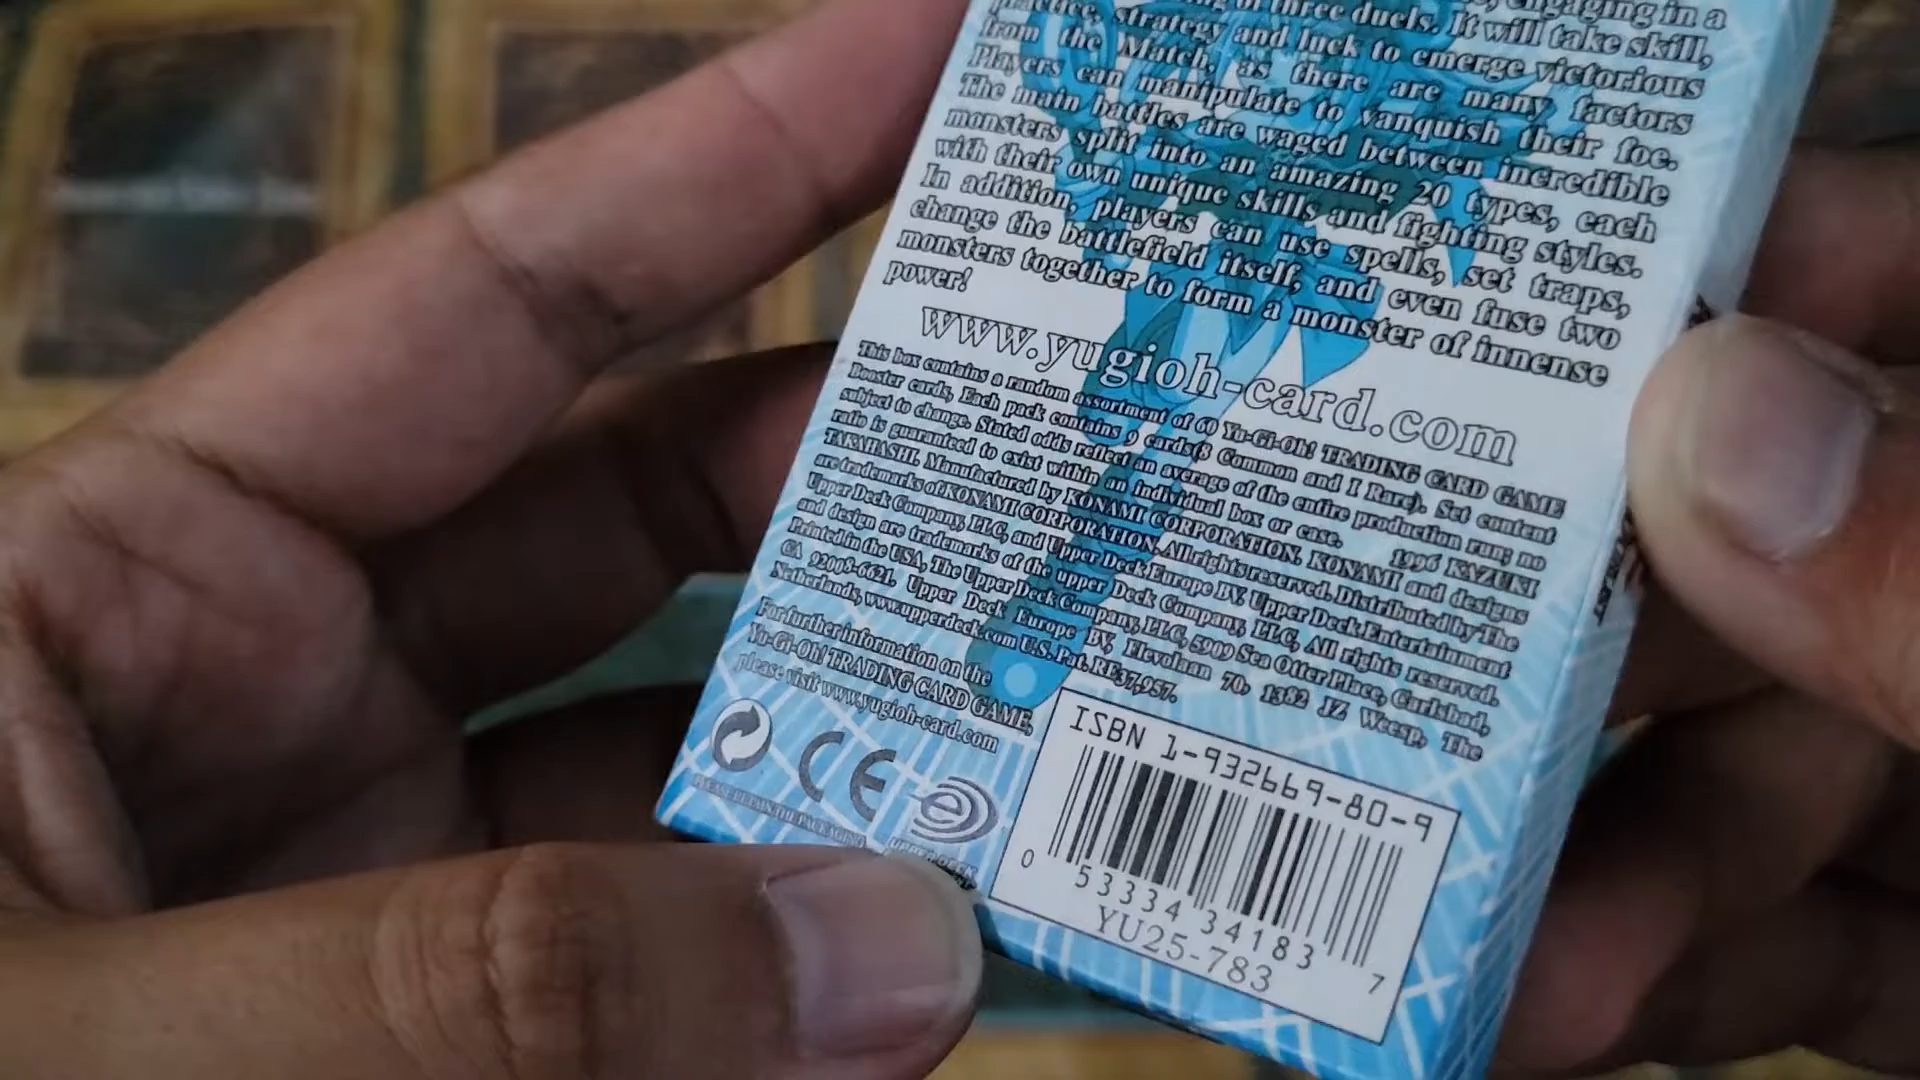 engaging in a
of three duels. It will take skill,
practice, strategy and luck to emerge victorious
from the Match, as there are many factors
Players can manipulate to vanquish their foe.
The main battles are waged between incredible
monsters split into an amazing 20 types, each
with their own unique skills and fighting styles.
In addition players can use spells, set traps,
change the battlefield itself, and even fuse two
monsters together to form a monster of innense
power!
www.yugioh-card.com
This box contains a random assortment of 60 Yu-Gi-Oh! TRADING CARD GAME
Booster cards, Each pack contains 9 cards(8 Common and 1 Rare). Set content
subject to change. Stated odds reflect an average of the entire production run; no
ratio is guaranteed to exist within an individual box or case. 1996 KAZUKI
TAKAHASHI. Manufactured by KONAMI CORPORATION. KONAMI and designs
are trademarks of KONAMI CORPORATION. All rights reserved. Distributed by The
Upper Deck Company, LLC, and Upper Deck Europe BV. Upper Deck Entertainment
and design are trademarks of the upper Deck Company, LLC, All rights reserved.
Printed in the USA, The Upper Deck Company, LLC, 5909 Sea Otter Place, Carlsbad,
CA 92008-6621. Upper Deck Europe BV, Flevolaan 70, 1382 JZ Weesp, The
Netherlands, www.upperdeck.com U.S. Pat. RE37,957.
For further information on the
Yu-Gi-Oh! TRADING CARD GAME,
please visit www.yugioh-card.com
CE
e
PLEASE RETAIN THE PACKAGING
UPPER DECK
ISBN 1-932669-80-9
0 53334 34183 7
YU25-783